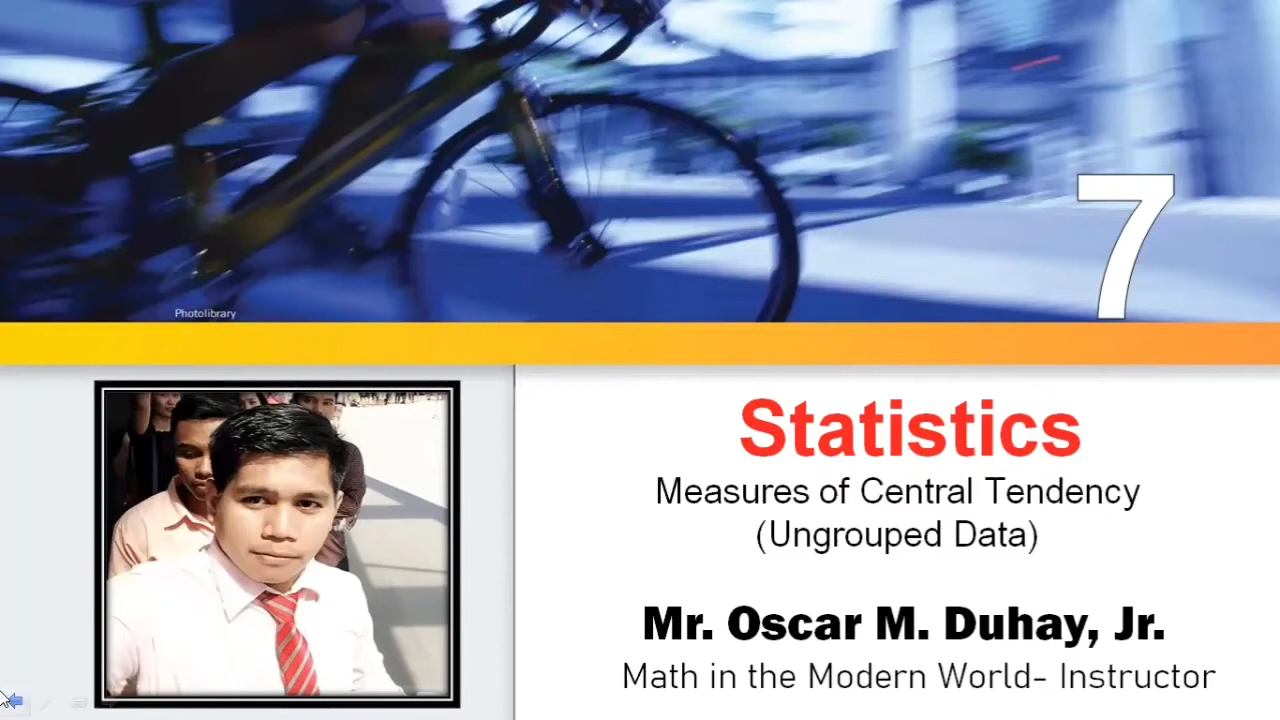 7
Photolibrary
Statistics
Measures of Central Tendency
(Ungrouped Data)
Mr. Oscar M. Duhay, Jr.
Math in the Modern World- Instructor